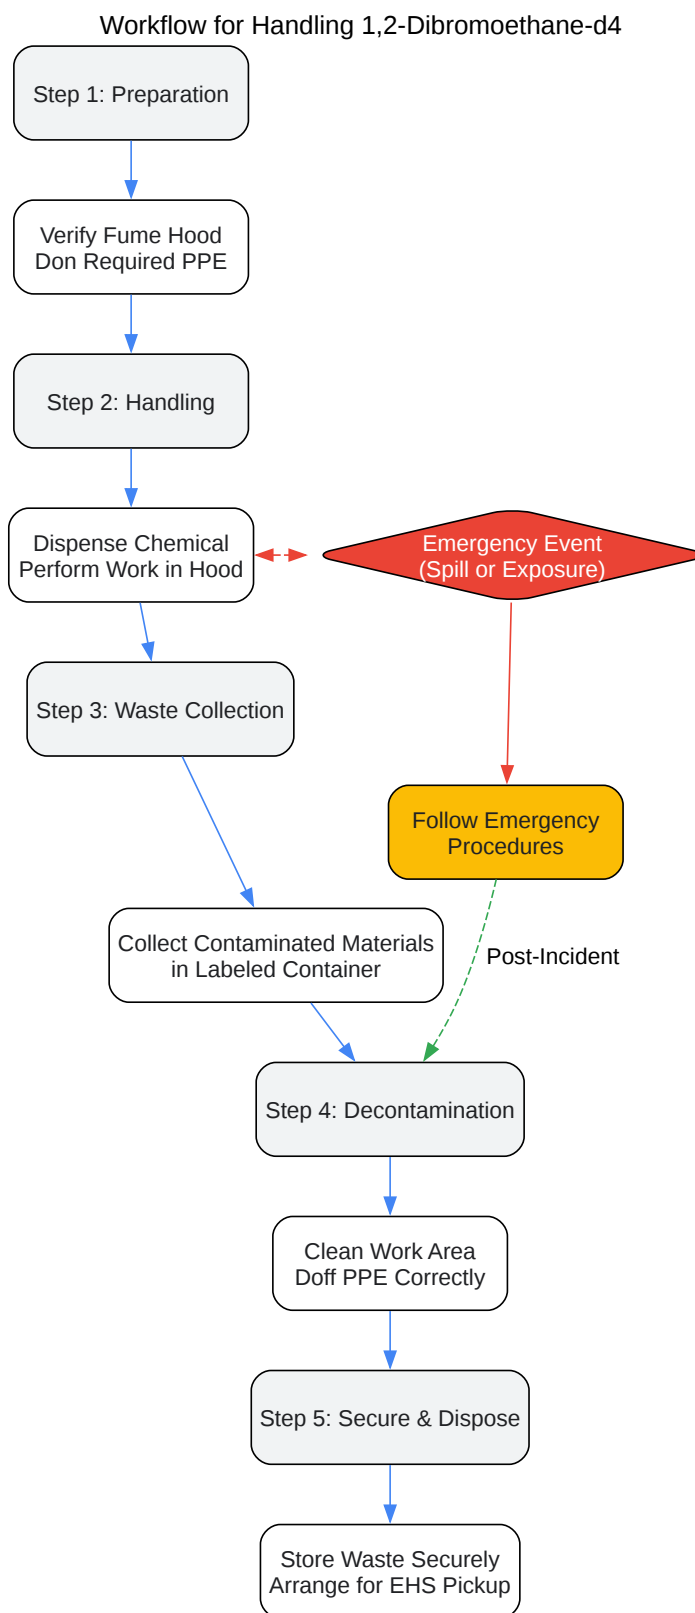 Workflow for Handling 1,2-Dibromoethane-d4
Step 1: Preparation
Verify Fume Hood
Don Required PPE
Step 2: Handling
Dispense Chemical
Perform Work in Hood
Emergency Event
(Spill or Exposure)
Step 3: Waste Collection
Follow Emergency
Procedures
Collect Contaminated Materials
in Labeled Container
Post-Incident
Step 4: Decontamination
Clean Work Area
Doff PPE Correctly
Step 5: Secure & Dispose
Store Waste Securely
Arrange for EHS Pickup